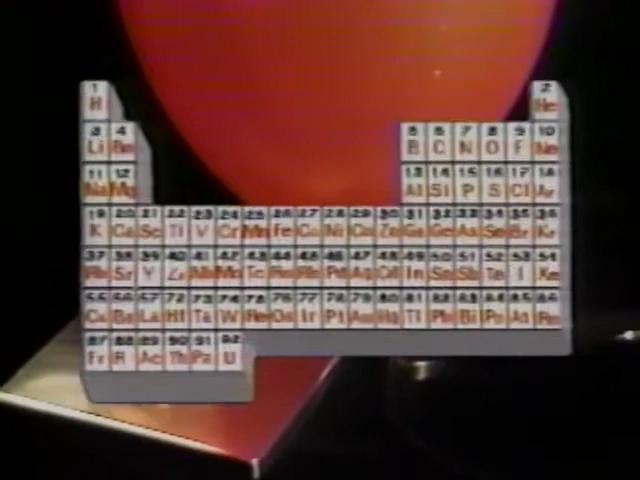 1 2
H He
3 4 5 6 7 8 9 10
Li Be B C N O F Ne
11 12 13 14 15 16 17 18
Na Mg Al Si P S Cl Ar
19 20 21 22 23 24 25 26 27 28 29 30 31 32 33 34 35 36
K Ca Sc Ti V Cr Mn Fe Co Ni Cu Zn Ga Ge As Se Br Kr
37 38 39 40 41 42 43 44 45 46 47 48 49 50 51 52 53 54
Rb Sr Y Zr Nb Mo Tc Ru Rh Pd Ag Cd In Sn Sb Te I Xe
55 56 57 72 73 74 75 76 77 78 79 80 81 82 83 84 85 86
Cs Ba La Hf Ta W Re Os Ir Pt Au Hg Tl Pb Bi Po At Rn
87 88 89 90 91 92
Fr R Ac Th Pa U